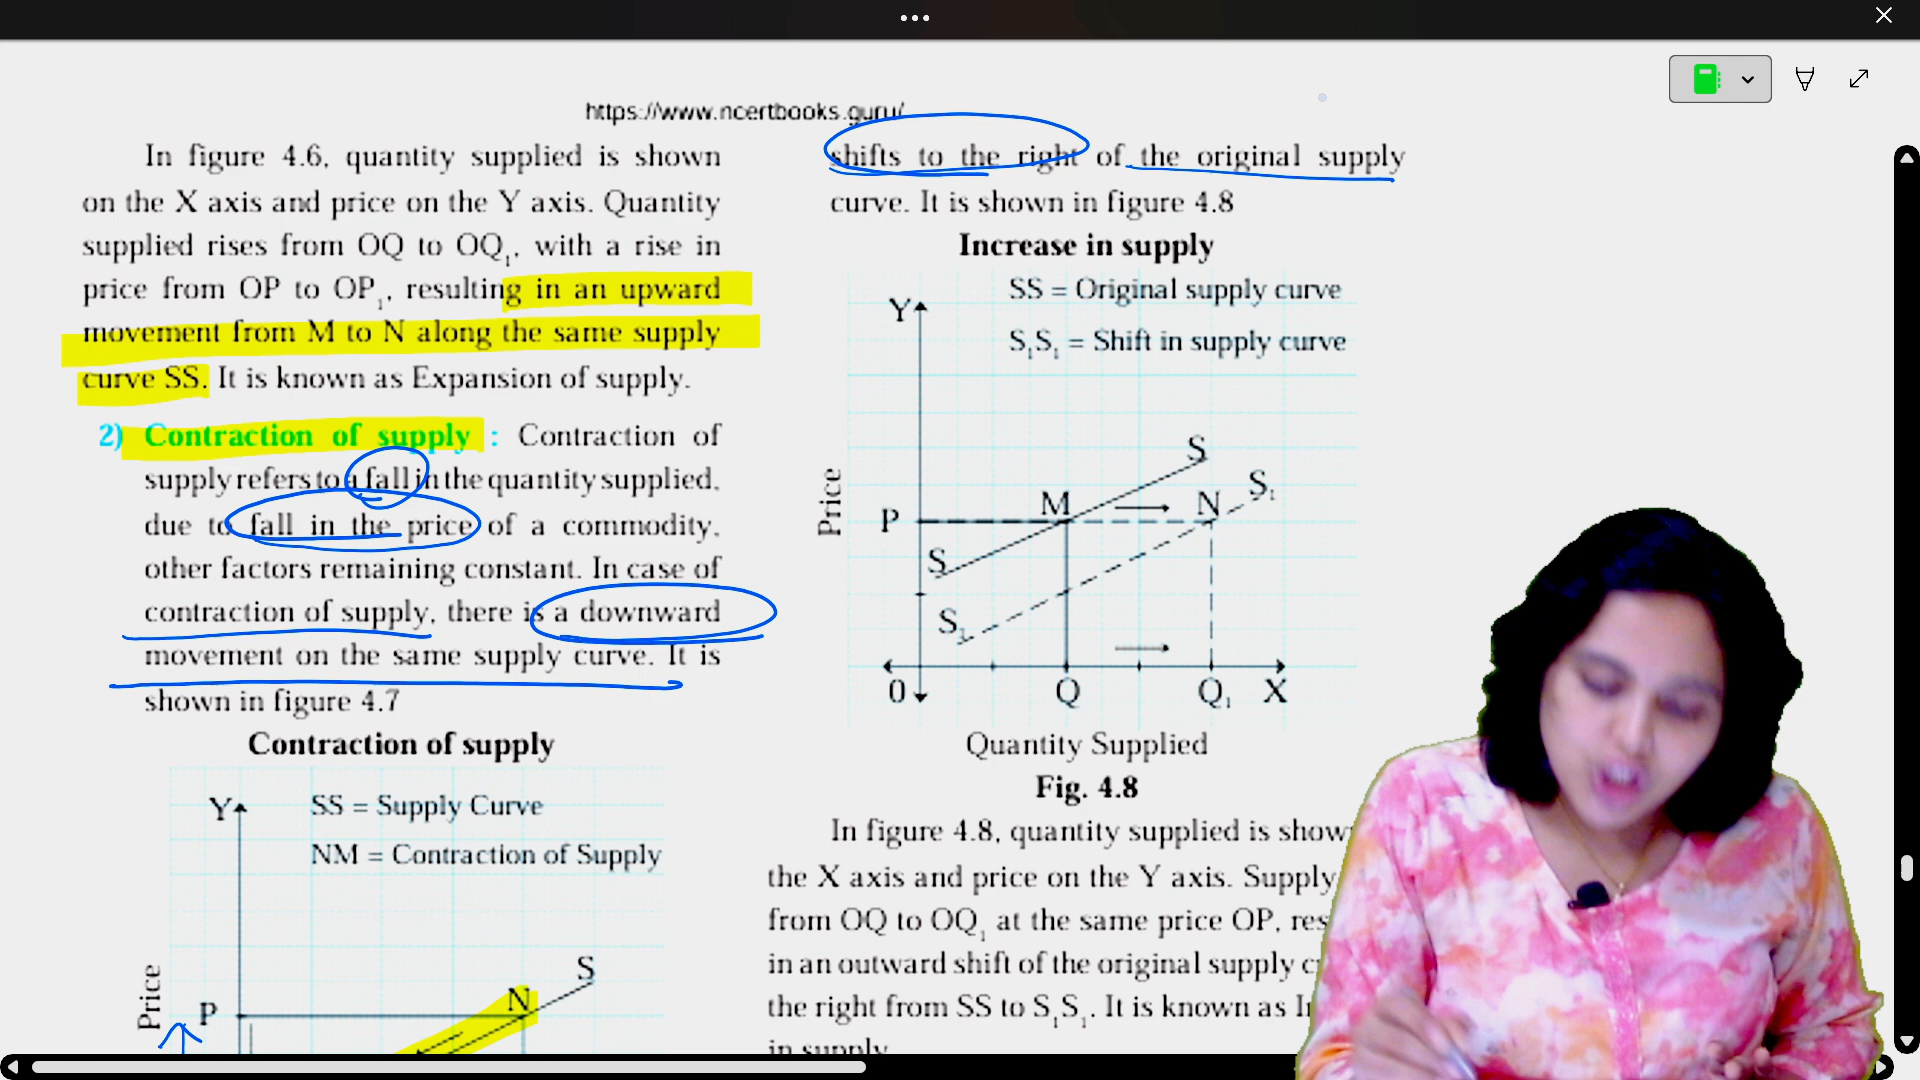 https://www.ncertbooks.guru/
In figure 4.6, quantity supplied is shown
on the X axis and price on the Y axis. Quantity
supplied rises from OQ to OQ₁, with a rise in
price from OP to OP₁, resulting in an upward
movement from M to N along the same supply
curve SS. It is known as Expansion of supply.
2) Contraction of supply : Contraction of
supply refers to a fall in the quantity supplied,
due to fall in the price of a commodity,
other factors remaining constant. In case of
contraction of supply, there is a downward
movement on the same supply curve. It is
shown in figure 4.7
Contraction of supply
Y
SS = Supply Curve
NM = Contraction of Supply
S
N
P
Price
shifts to the right of the original supply
curve. It is shown in figure 4.8
Increase in supply
SS = Original supply curve
Y
S₁S₁ = Shift in supply curve
S
S₁
M
N
P
Price
S
S₁
0
Q
Q₁
X
Quantity Supplied
Fig. 4.8
In figure 4.8, quantity supplied is show
the X axis and price on the Y axis. Supply
from OQ to OQ₁ at the same price OP, res
in an outward shift of the original supply c
the right from SS to S₁S₁. It is known as I
in supply